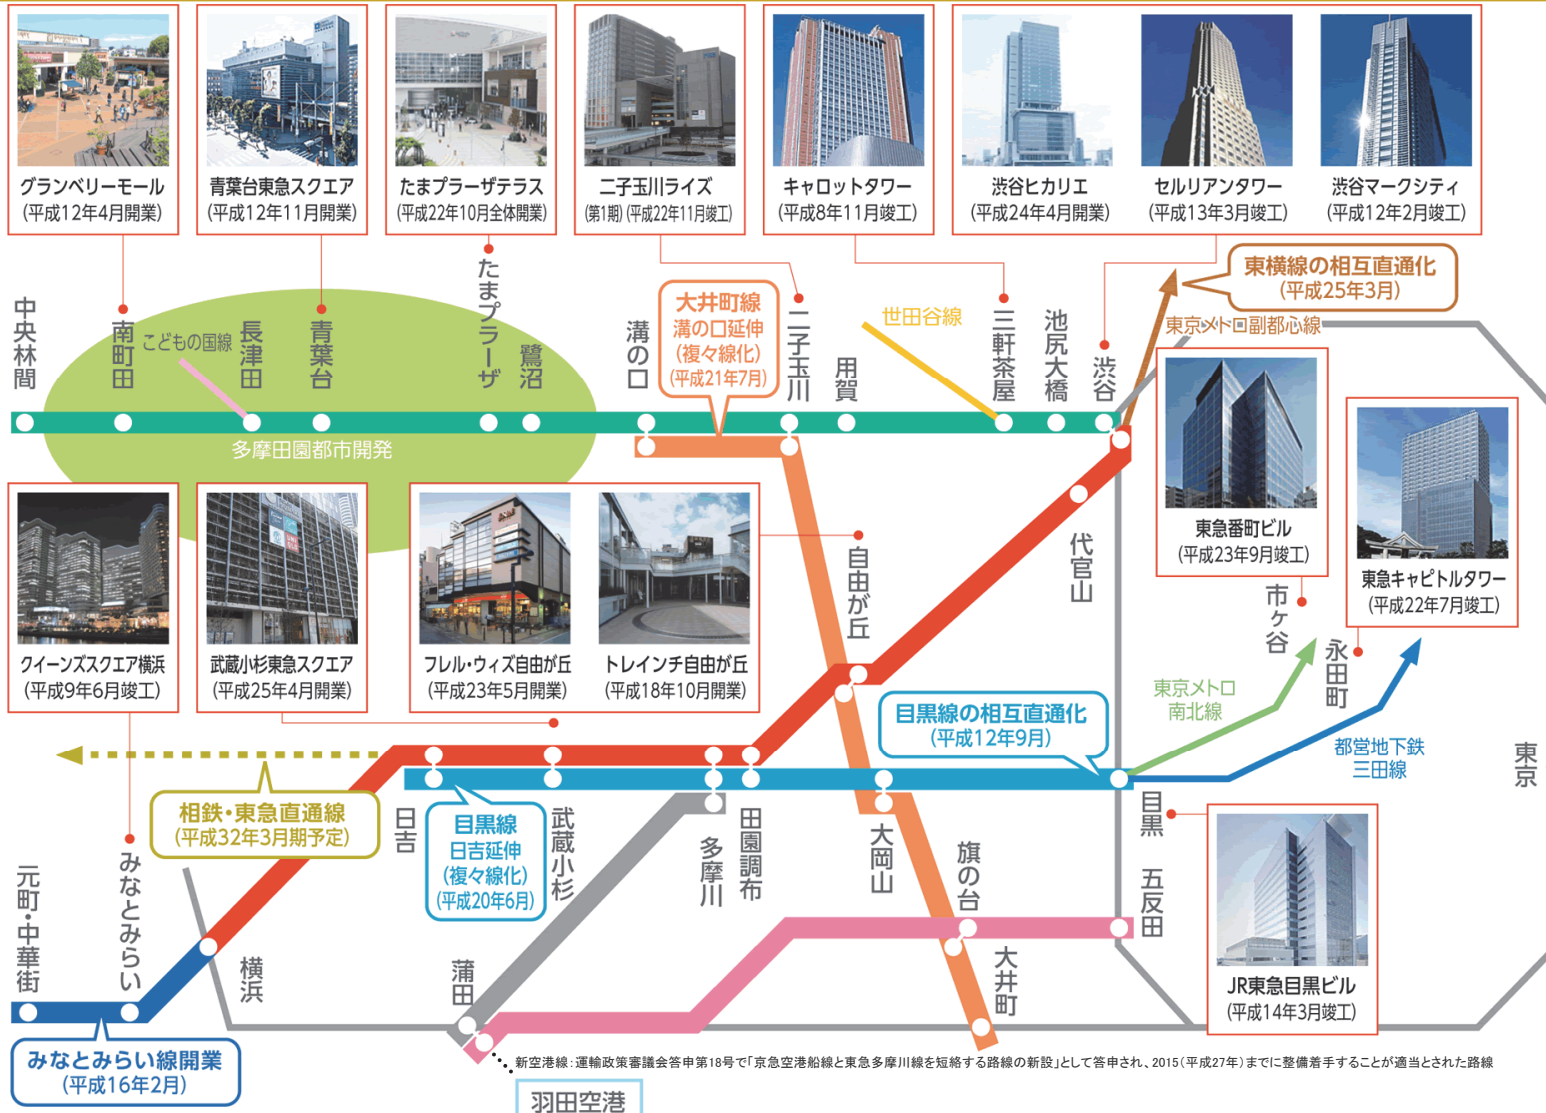 グランベリーモール
(平成12年4月開業)
青葉台東急スクエア
(平成12年11月開業)
たまプラーザテラス
(平成22年10月全体開業)
二子玉川ライズ
(第1期)(平成22年11月竣工)
キャロットタワー
(平成8年11月竣工)
渋谷ヒカリエ
(平成24年4月開業)
セルリアンタワー
(平成13年3月竣工)
渋谷マークシティ
(平成12年2月竣工)
東横線の相互直通化
(平成25年3月)
東京メトロ副都心線
中央林間
南町田
こどもの国線
長津田
青葉台
たまプラーザ
鷺沼
溝の口
大井町線
溝の口延伸
(複々線化)
(平成21年7月)
二子玉川
用賀
世田谷線
三軒茶屋
池尻大橋
渋谷
多摩田園都市開発
代官山
東急番町ビル
(平成23年9月竣工)
市ヶ谷
東急キャピトルタワー
(平成22年7月竣工)
永田町
クイーンズスクエア横浜
(平成9年6月竣工)
武蔵小杉東急スクエア
(平成25年4月開業)
フレル・ウィズ自由が丘
(平成23年5月開業)
トレインチ自由が丘
(平成18年10月開業)
自由が丘
目黒線の相互直通化
(平成12年9月)
東京メトロ
南北線
都営地下鉄
三田線
東京
相鉄・東急直通線
(平成32年3月期予定)
日吉
目黒線
日吉延伸
(複々線化)
(平成20年6月)
武蔵小杉
多摩川
田園調布
大岡山
旗の台
目黒
五反田
JR東急目黒ビル
(平成14年3月竣工)
元町・中華街
みなとみらい
横浜
蒲田
大井町
みなとみらい線開業
(平成16年2月)
新空港線:運輸政策審議会答申第18号で「京急空港船線と東急多摩川線を短絡する路線の新設」として答申され、2015(平成27年)までに整備着手することが適当とされた路線
羽田空港